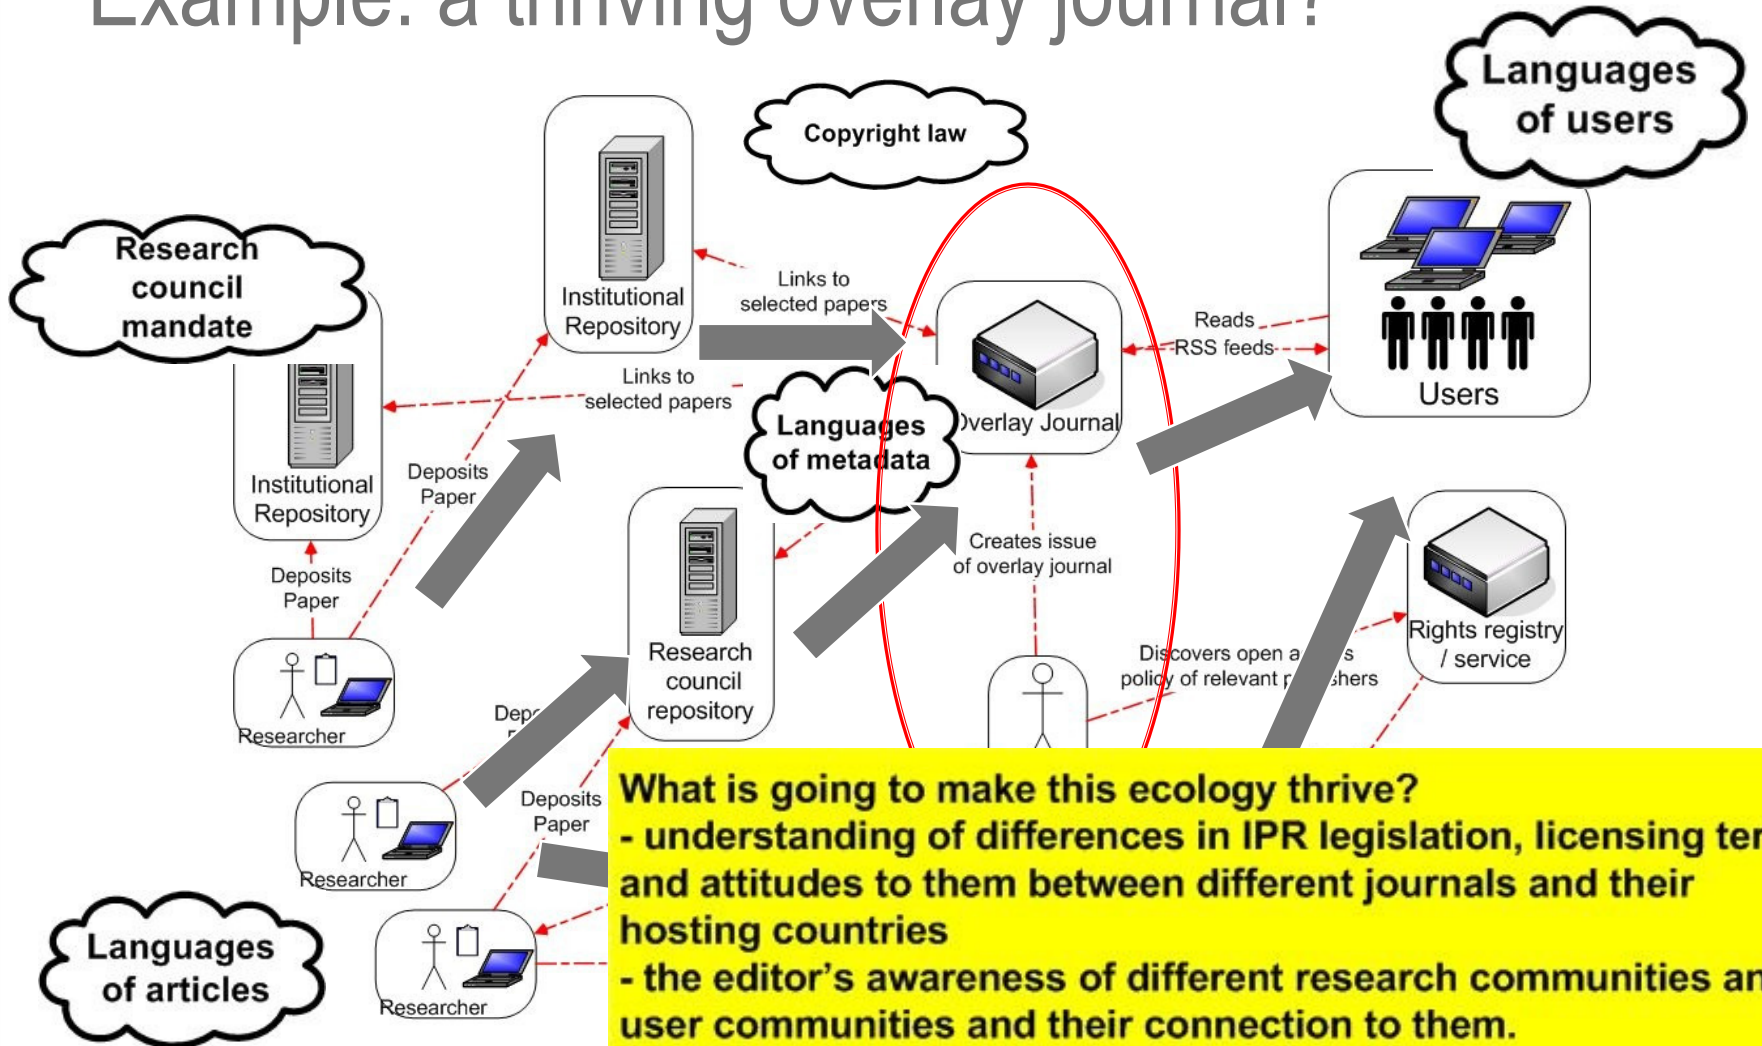 Example: a thriving overlay journal?
Languages
of users
Copyright law
Research
council
mandate
Institutional
Repository
Links to
selected papers
Reads
RSS feeds
Users
Links to
selected papers
Languages
of metadata
Overlay Journal
Institutional
Repository
Deposits
Paper
Deposits
Paper
Creates issue
of overlay journal
Research
council
repository
Rights registry
/ service
Discovers open
policy of relevant
Researcher
Deposits
Paper
Researcher
Languages
of articles
Researcher
What is going to make this ecology thrive?
- understanding of differences in IPR legislation, licensing
and attitudes to them between different journals and their
hosting countries
- the editor's awareness of different research communities
user communities and their connection to them.